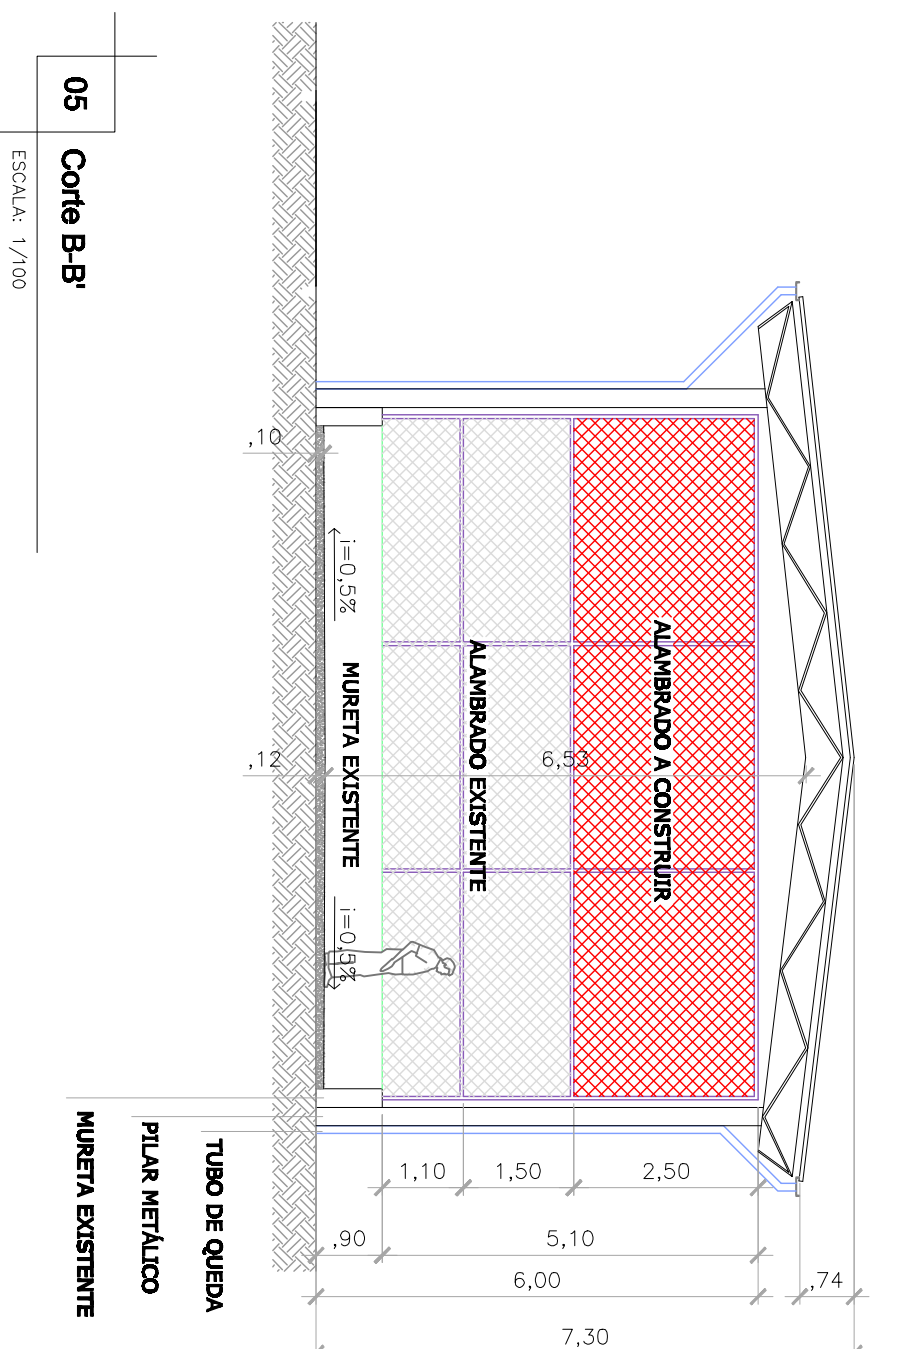 05 Corte B-B'
ESCALA: 1/100
ALAMBRADO A CONSTRUIR
ALAMBRADO EXISTENTE
MURETA EXISTENTE
i=0,5%
i=0,5%
,10
,12
6,53
1,10
1,50
2,50
,90
5,10
6,00
,74
7,30
TUBO DE QUEDA
PILAR METÁLICO
MURETA EXISTENTE